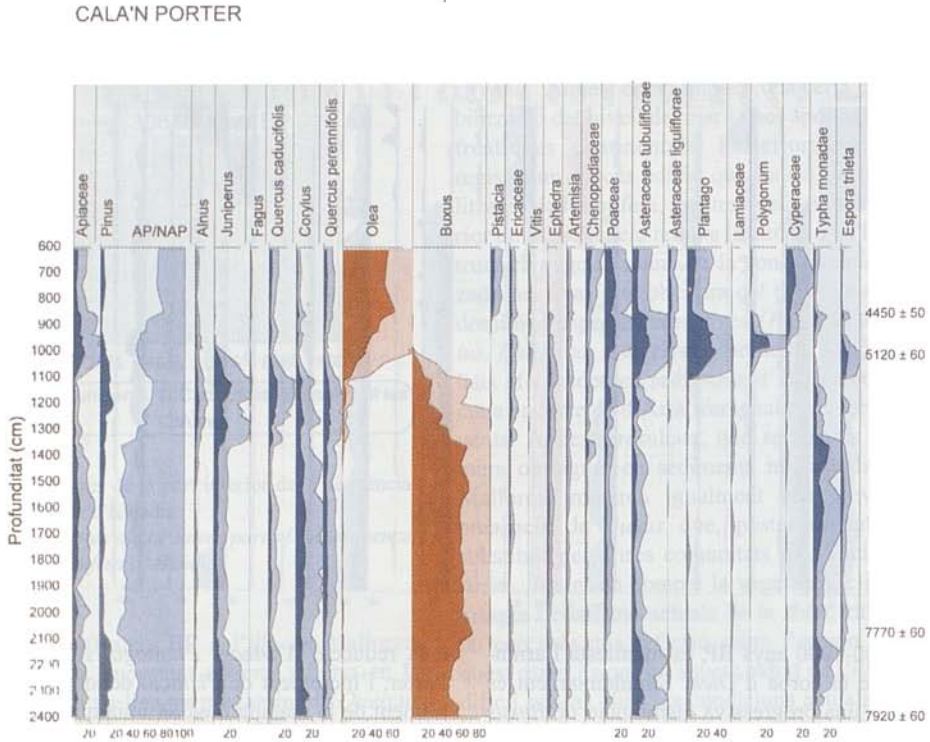 CALA'N PORTER
Apiaceae
Pinus
AP/NAP
Alnus
Juniperus
Fagus
Quercus caducifolis
Corylus
Quercus perennifolis
Olea
Buxus
Pistacia
Ericaceae
Vitis
Ephedra
Artemisia
Chenopodiaceae
Poaceae
Asteraceae tubuliflorae
Asteraceae liguliflorae
Plantago
Lamiaceae
Polygonum
Cyperaceae
Typha monadae
Espora trileta
Profunditat (cm)
600
700
800
900
1000
1100
1200
1300
1400
1500
1600
1700
1800
1900
2000
2100
2400
4450 ± 50
5120 ± 60
7770 ± 60
7920 ± 60
20 20 40 60 80 100 20 20 20 20 40 60 20 40 60 80 20 20 20 40 20 20 20